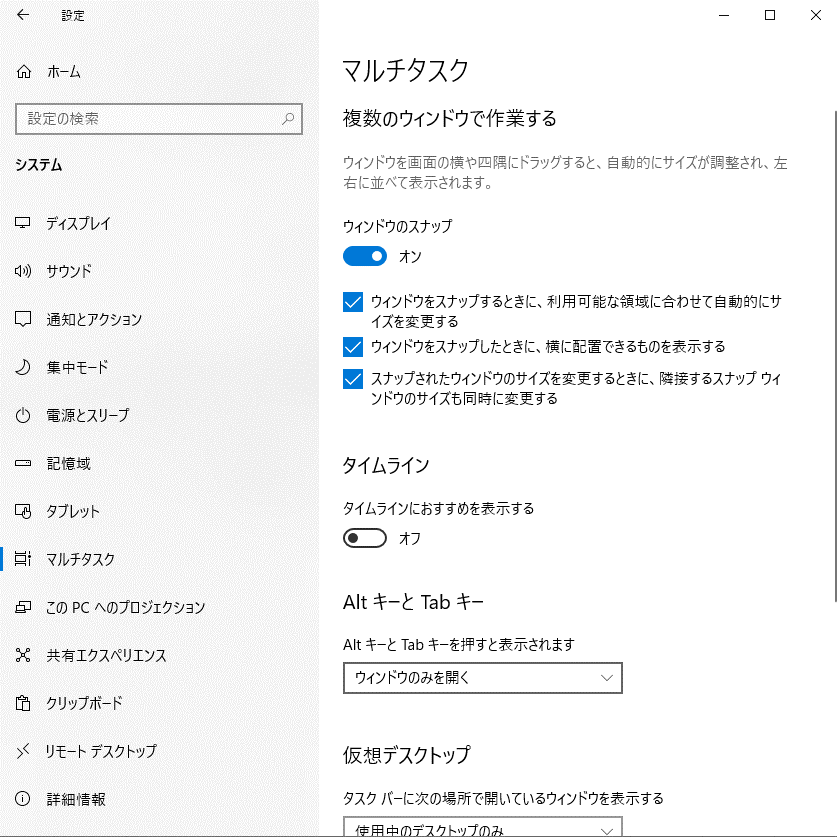 設定
ホーム
設定の検索
システム
ディスプレイ
サウンド
通知とアクション
集中モード
電源とスリープ
記憶域
タブレット
マルチタスク
この PC へのプロジェクション
共有エクスペリエンス
クリップボード
リモート デスクトップ
詳細情報
マルチタスク
複数のウィンドウで作業する
ウィンドウを画面の横や四隅にドラッグすると、自動的にサイズが調整され、左
右に並べて表示されます。
ウィンドウのスナップ
オン
ウィンドウをスナップするときに、利用可能な領域に合わせて自動的にサ
イズを変更する
ウィンドウをスナップしたときに、横に配置できるものを表示する
スナップされたウィンドウのサイズを変更するときに、隣接するスナップ ウィ
ンドウのサイズも同時に変更する
タイムライン
タイムラインにおすすめを表示する
オフ
Alt キーと Tab キー
Alt キーと Tab キーを押すと表示されます
ウィンドウのみを開く
仮想デスクトップ
タスク バーに次の場所で開いているウィンドウを表示する
使用中のデスクトップのみ